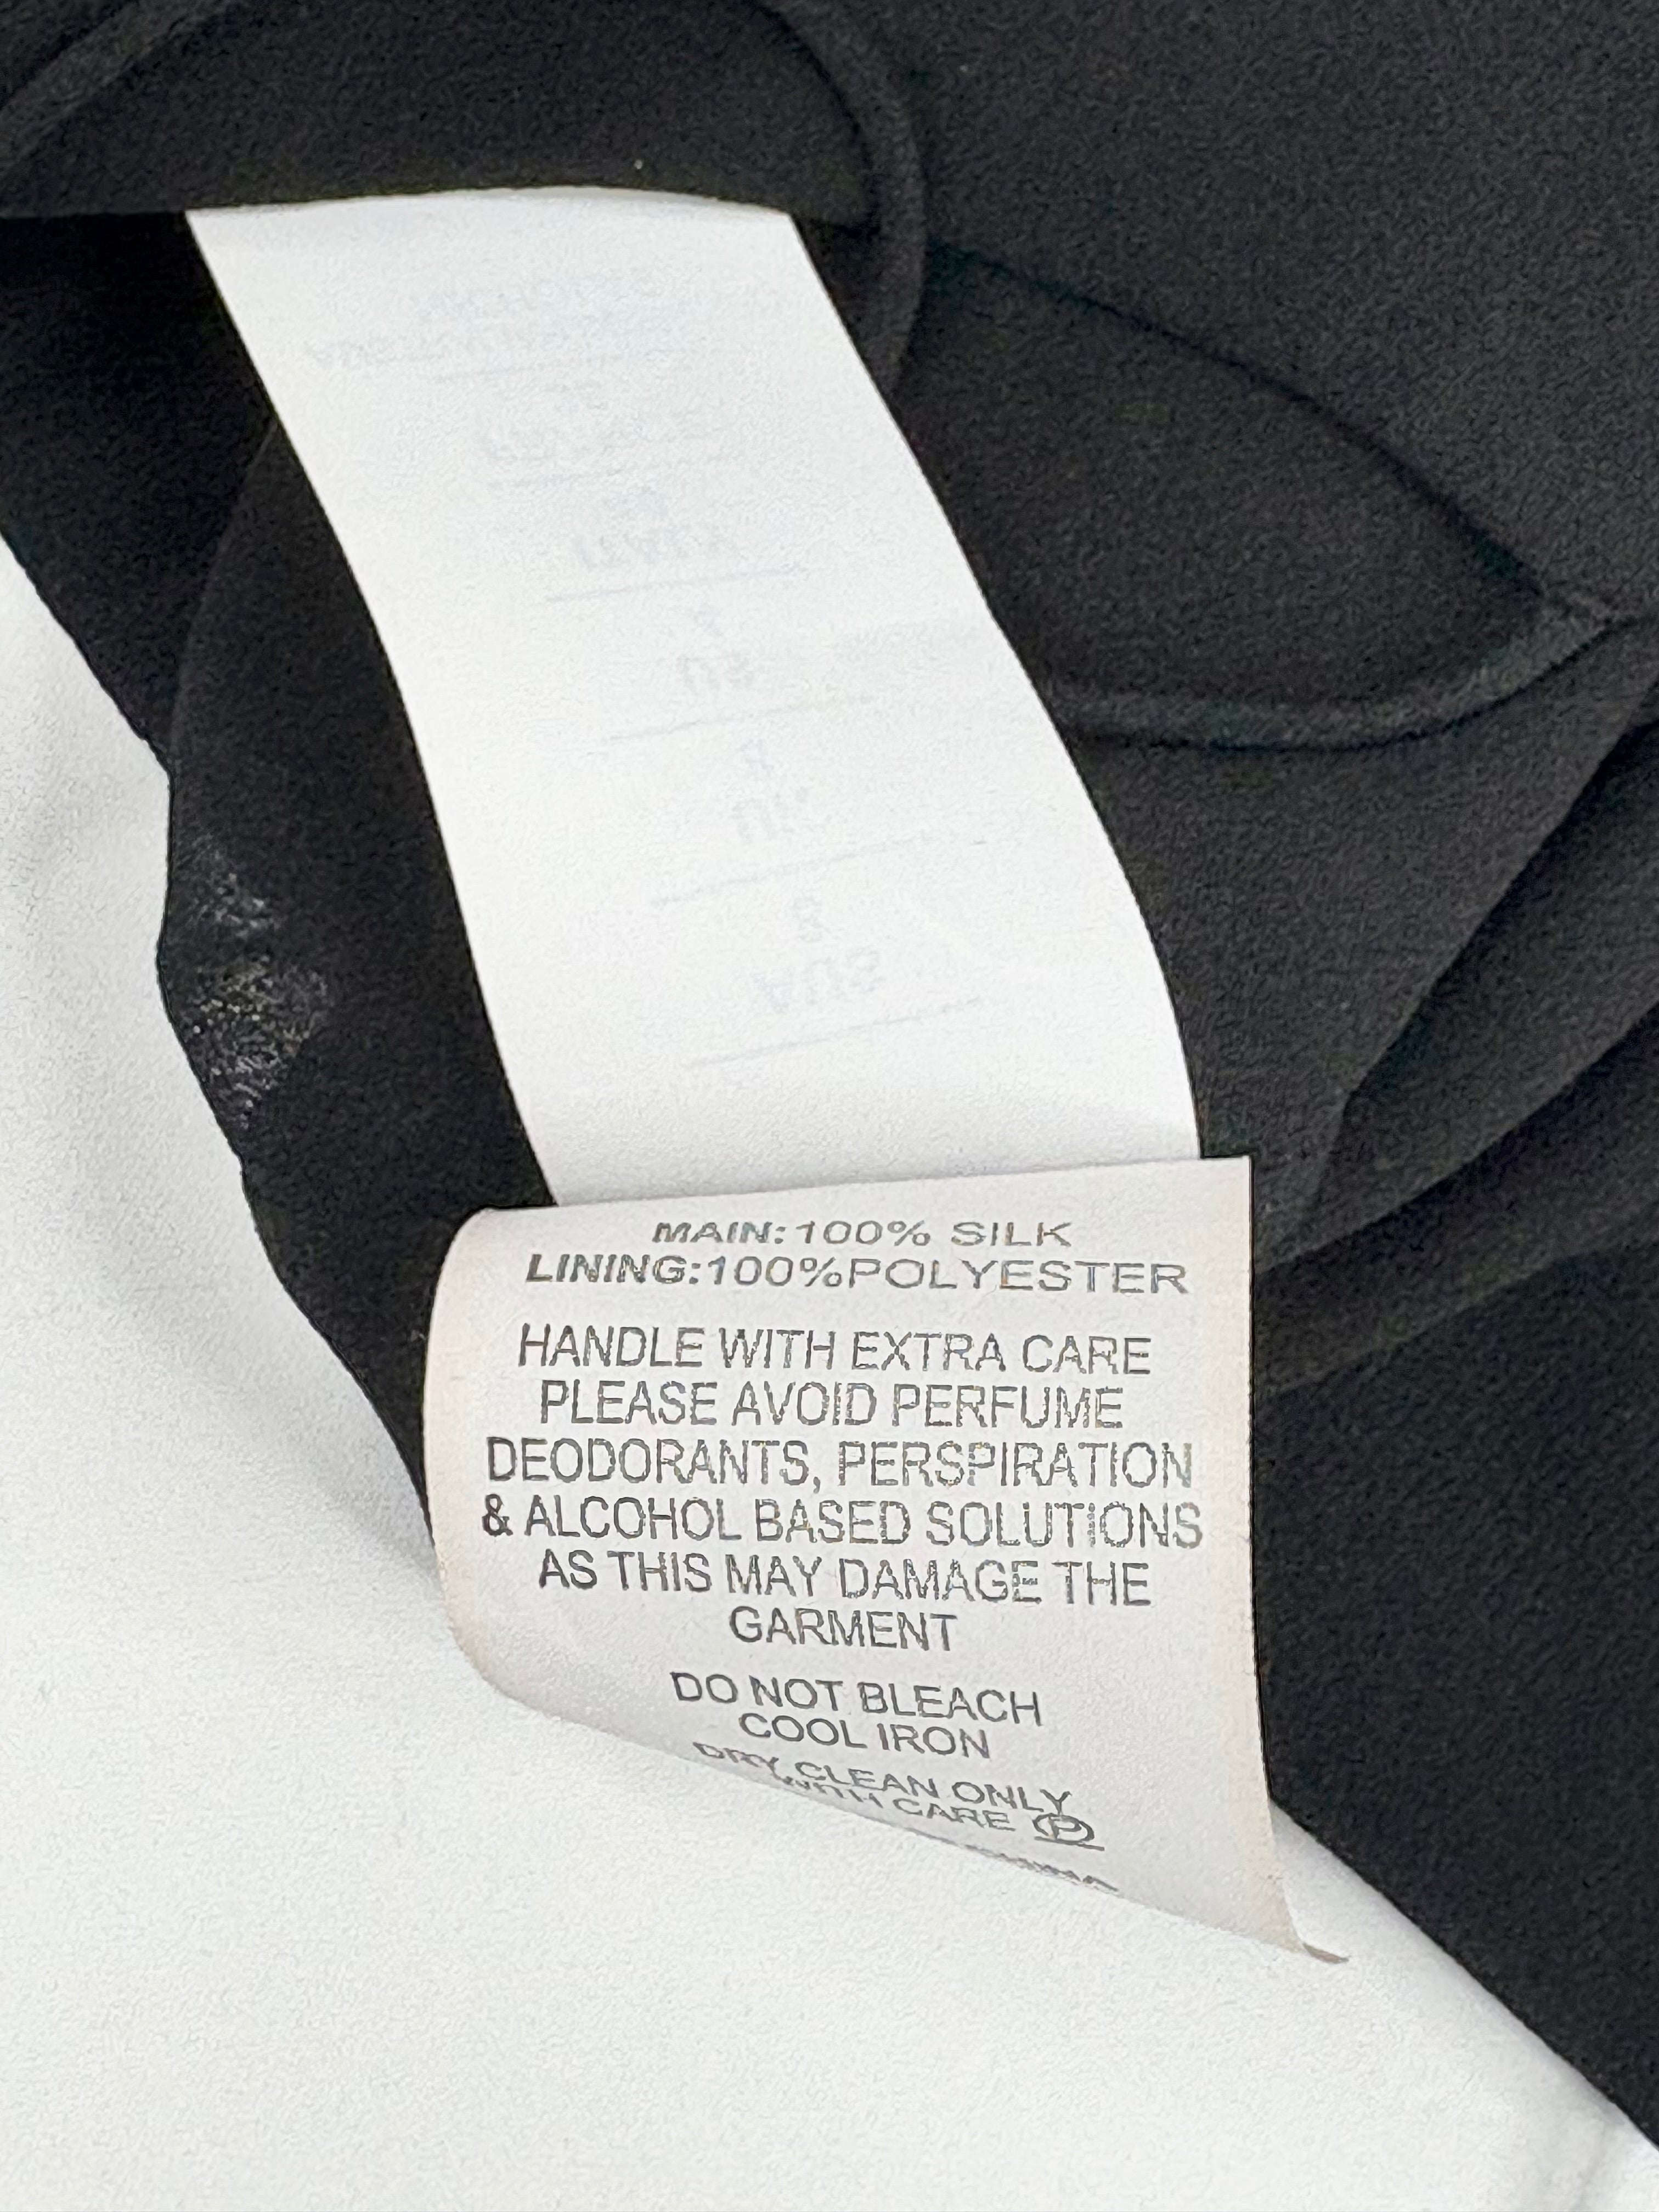 MAIN:100% SILK
LINING:100%POLYESTER
HANDLE WITH EXTRA CARE
PLEASE AVOID PERFUME
DEODORANTS, PERSPIRATION
& ALCOHOL BASED SOLUTIONS
AS THIS MAY DAMAGE THE
GARMENT
DO NOT BLEACH
COOL IRON
DRY CLEAN ONLY
WITH CARE Ⓟ